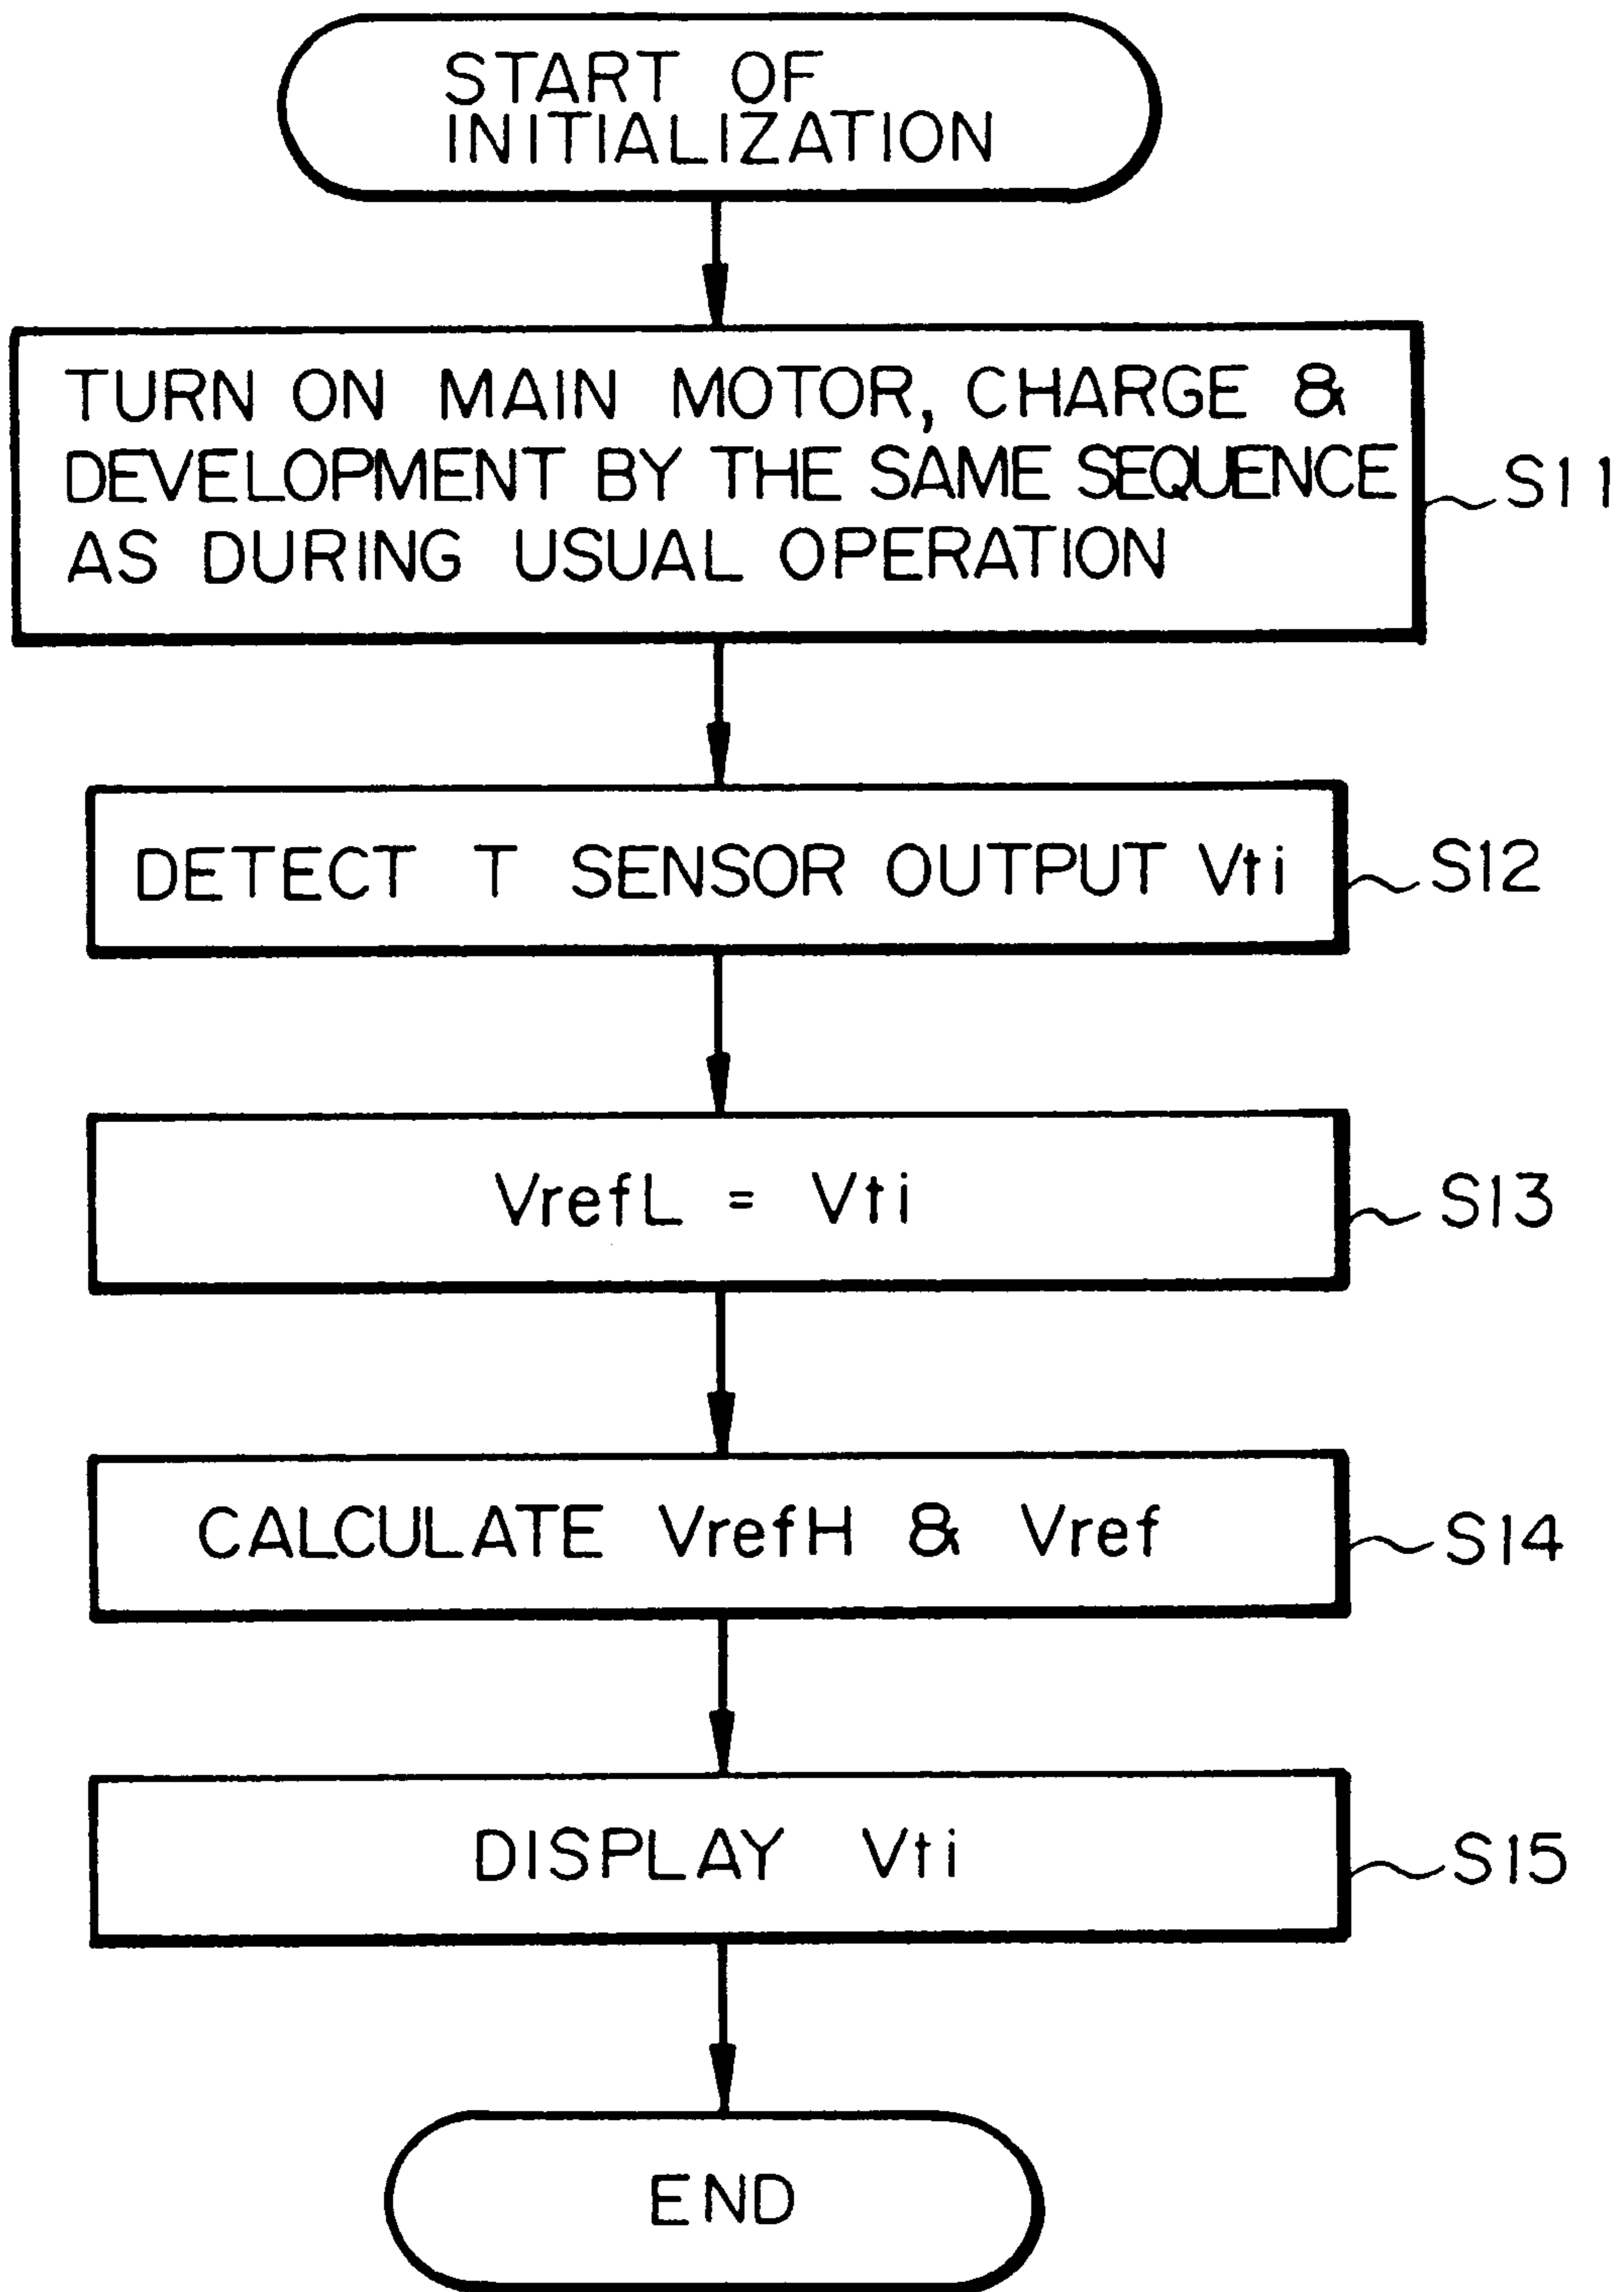 START OF
INITIALIZATION
TURN ON MAIN MOTOR, CHARGE &
DEVELOPMENT BY THE SAME SEQUENCE
AS DURING USUAL OPERATION
S11
DETECT T SENSOR OUTPUT Vti
S12
VrefL = Vti
S13
CALCULATE VrefH & Vref
S14
DISPLAY Vti
S15
END